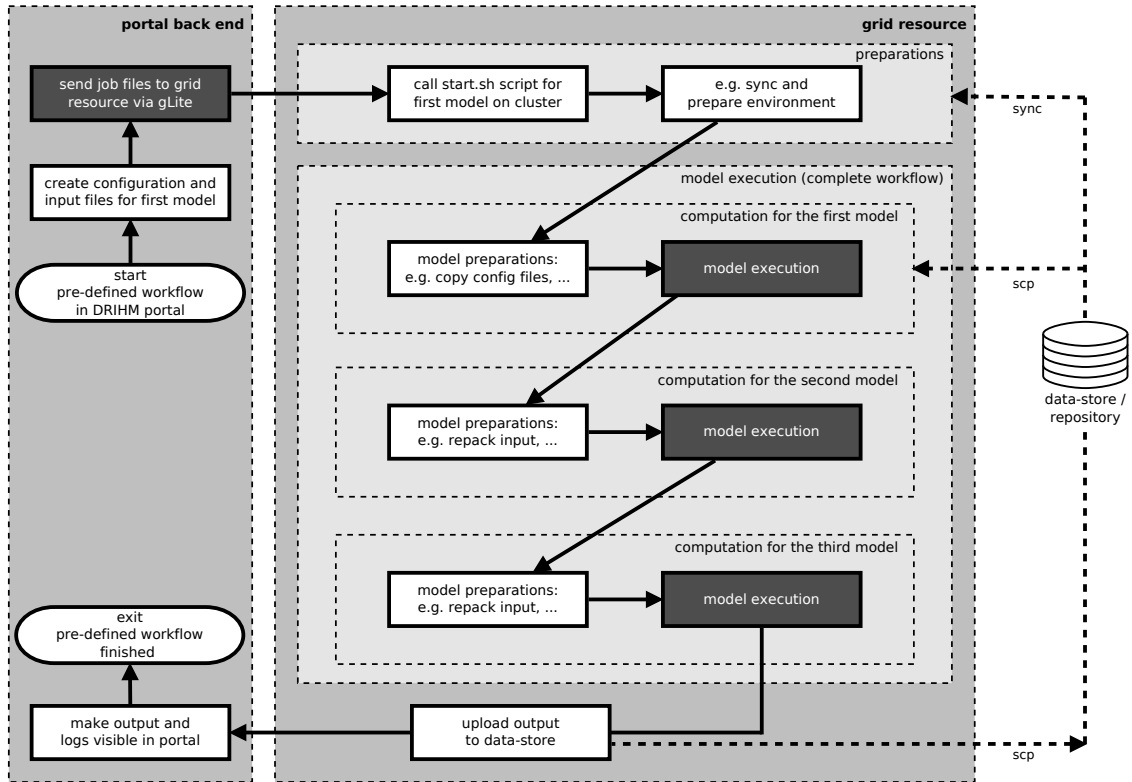 portal back end
grid resource
preparations
send job files to grid
resource via gLite
call start.sh script for
first model on cluster
e.g. sync and
prepare environment
sync
create configuration and
input files for first model
model execution (complete workflow)
computation for the first model
start
pre-defined workflow
in DRIHM portal
model preparations:
e.g. copy config files, ...
model execution
scp
computation for the second model
data-store /
repository
model preparations:
e.g. repack input, ...
model execution
computation for the third model
model preparations:
e.g. repack input, ...
model execution
exit
pre-defined workflow
finished
make output and
logs visible in portal
upload output
to data-store
scp